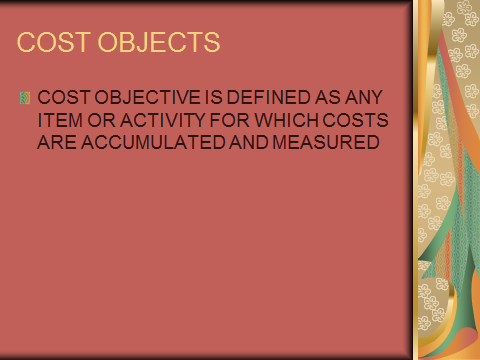 COST OBJECTS
COST OBJECTIVE IS DEFINED AS ANY
ITEM OR ACTIVITY FOR WHICH COSTS
ARE ACCUMULATED AND MEASURED